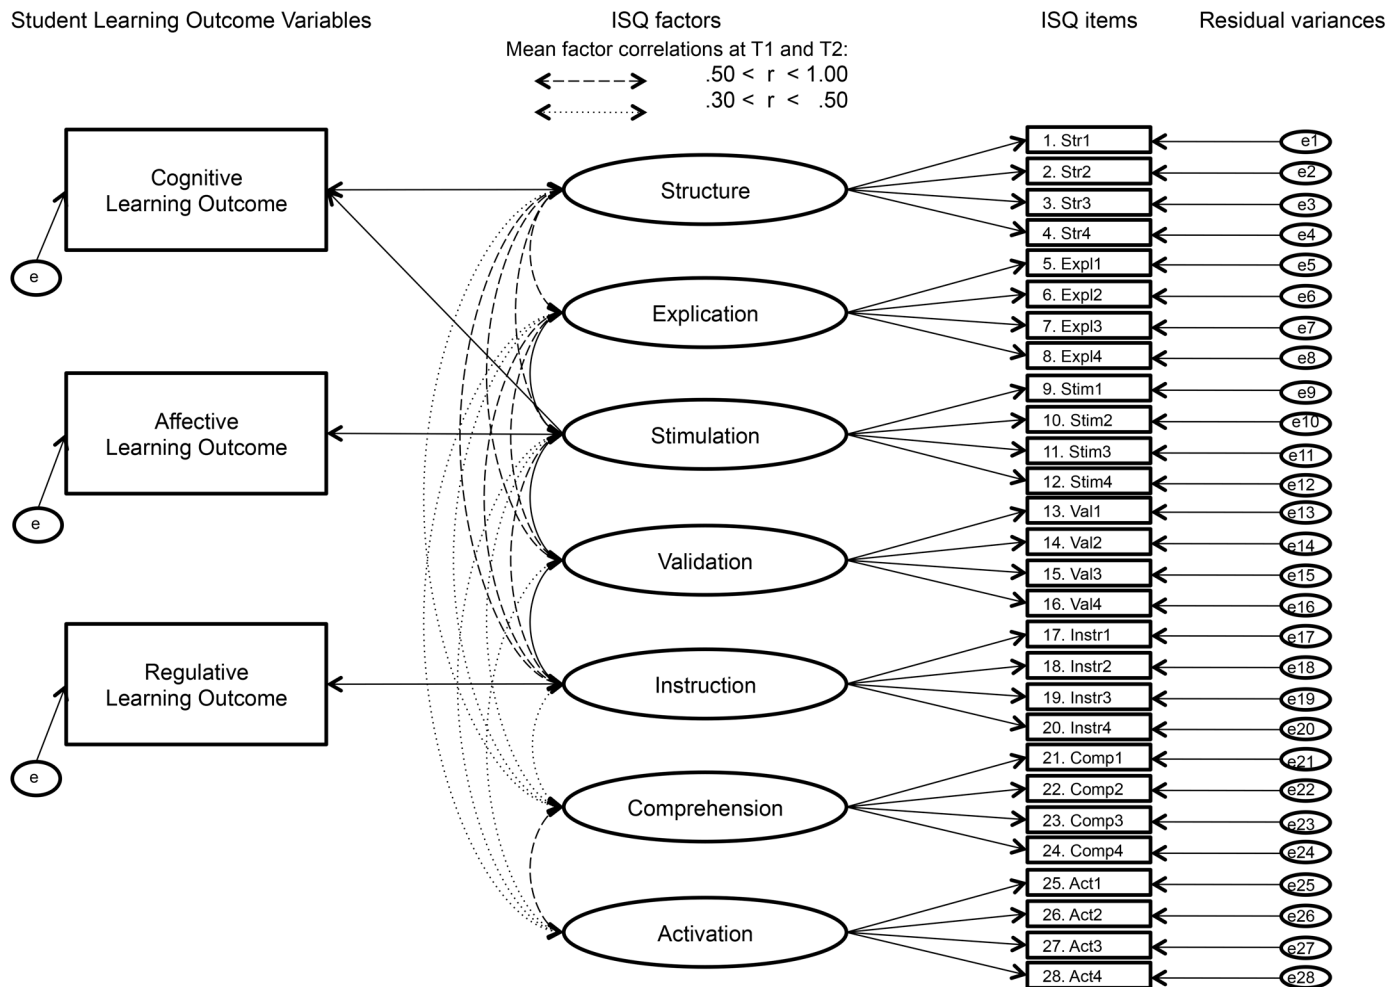 Student Learning Outcome Variables
ISQ factors
ISQ items
Residual variances
Mean factor correlations at T1 and T2:
.50 < r < 1.00
.30 < r < .50
Cognitive
Learning Outcome
e
Affective
Learning Outcome
e
Regulative
Learning Outcome
e
Structure
Explication
Stimulation
Validation
Instruction
Comprehension
Activation
1. Str1
2. Str2
3. Str3
4. Str4
5. Expl1
6. Expl2
7. Expl3
8. Expl4
9. Stim1
10. Stim2
11. Stim3
12. Stim4
13. Val1
14. Val2
15. Val3
16. Val4
17. Instr1
18. Instr2
19. Instr3
20. Instr4
21. Comp1
22. Comp2
23. Comp3
24. Comp4
25. Act1
26. Act2
27. Act3
28. Act4
e1
e2
e3
e4
e5
e6
e7
e8
e9
e10
e11
e12
e13
e14
e15
e16
e17
e18
e19
e20
e21
e22
e23
e24
e25
e26
e27
e28